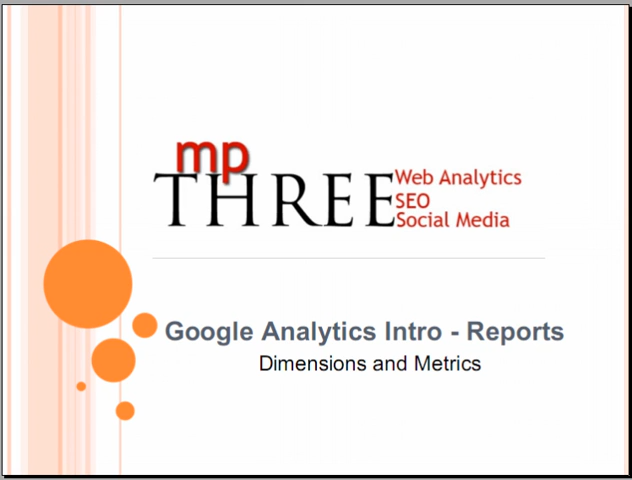 mp
THREE
Web Analytics
SEO
Social Media
Google Analytics Intro - Reports
Dimensions and Metrics